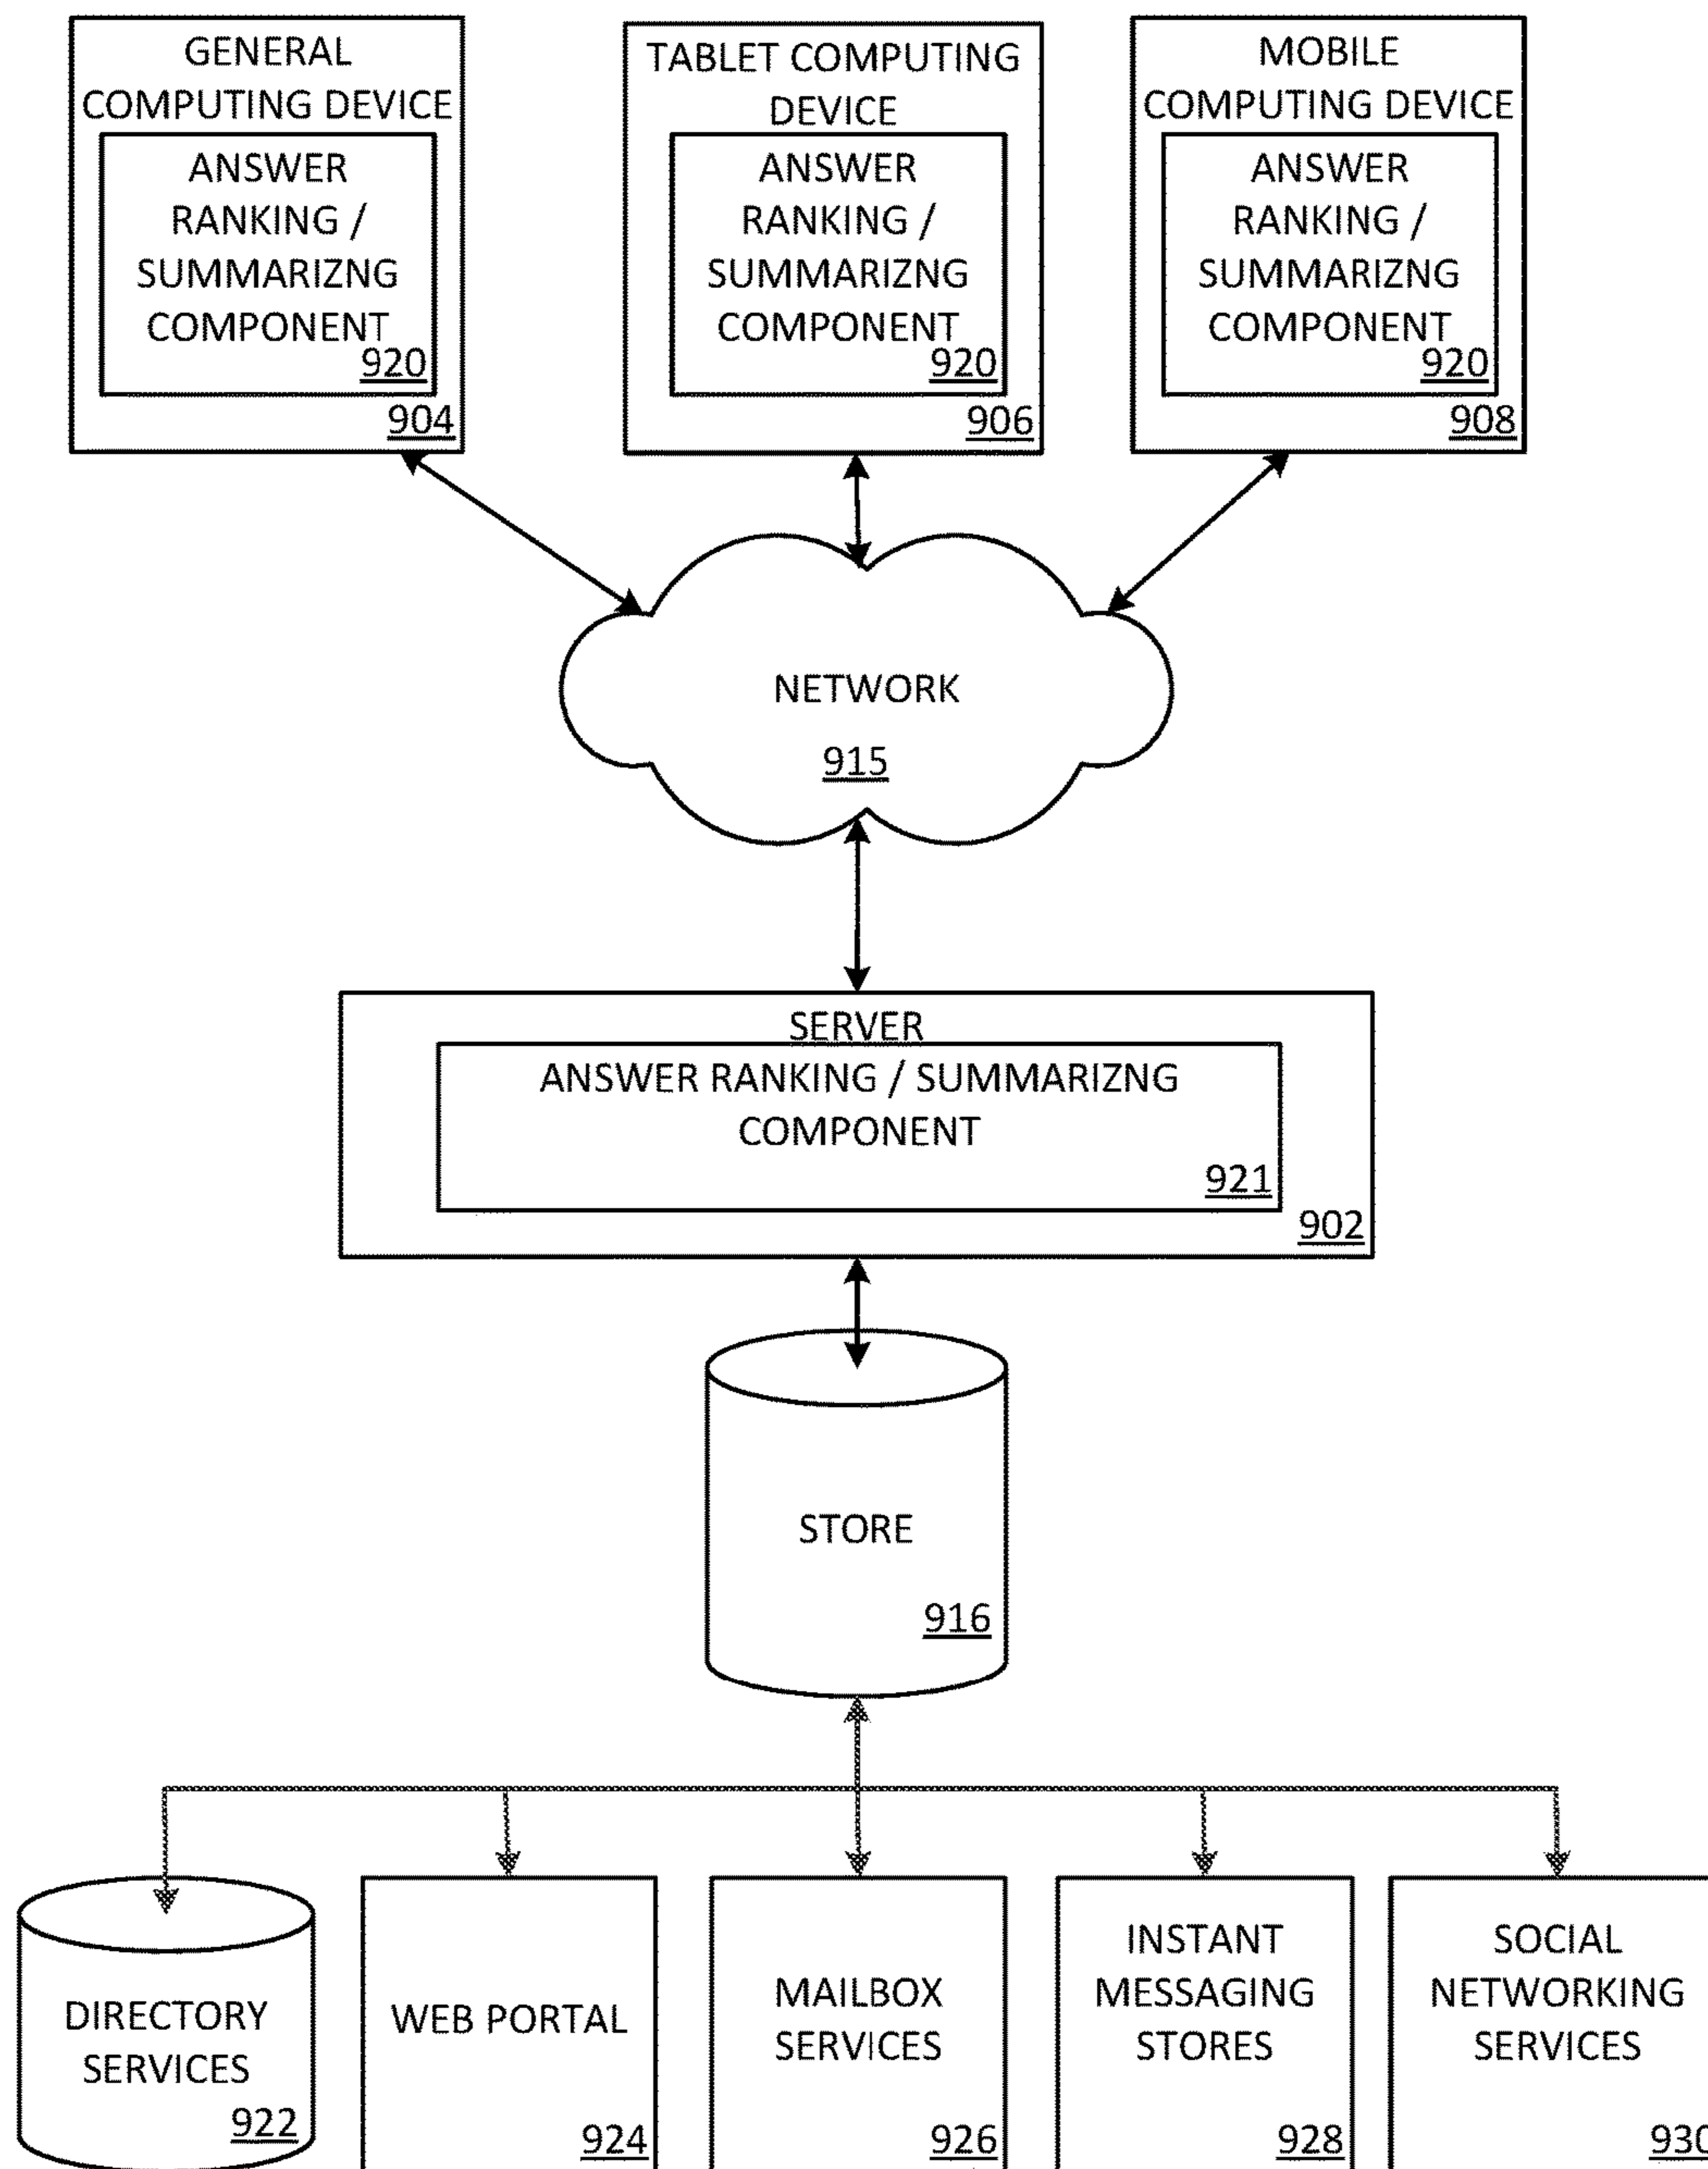 GENERAL
COMPUTING DEVICE
ANSWER
RANKING /
SUMMARIZNG
COMPONENT
920
904
TABLET COMPUTING
DEVICE
ANSWER
RANKING /
SUMMARIZNG
COMPONENT
920
906
MOBILE
COMPUTING DEVICE
ANSWER
RANKING /
SUMMARIZNG
COMPONENT
920
908
NETWORK
915
SERVER
ANSWER RANKING / SUMMARIZNG
COMPONENT
921
902
STORE
916
DIRECTORY
SERVICES
922
WEB PORTAL
924
MAILBOX
SERVICES
926
INSTANT
MESSAGING
STORES
928
SOCIAL
NETWORKING
SERVICES
930